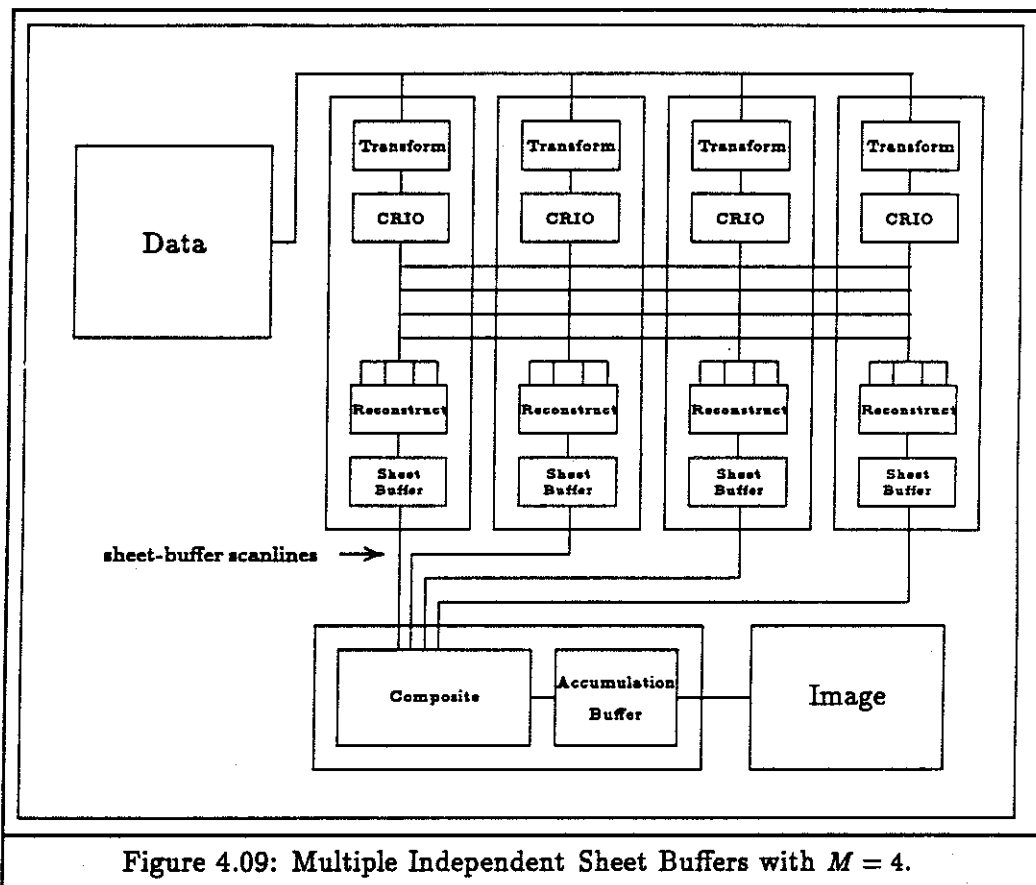 Transform
Transform
Transform
Transform
CRIO
CRIO
CRIO
CRIO
Data
Reconstruct
Reconstruct
Reconstruct
Reconstruct
Sheet
Buffer
Sheet
Buffer
Sheet
Buffer
Sheet
Buffer
sheet-buffer scanlines
Composite
Accumulation
Buffer
Image
Figure 4.09: Multiple Independent Sheet Buffers with M = 4.